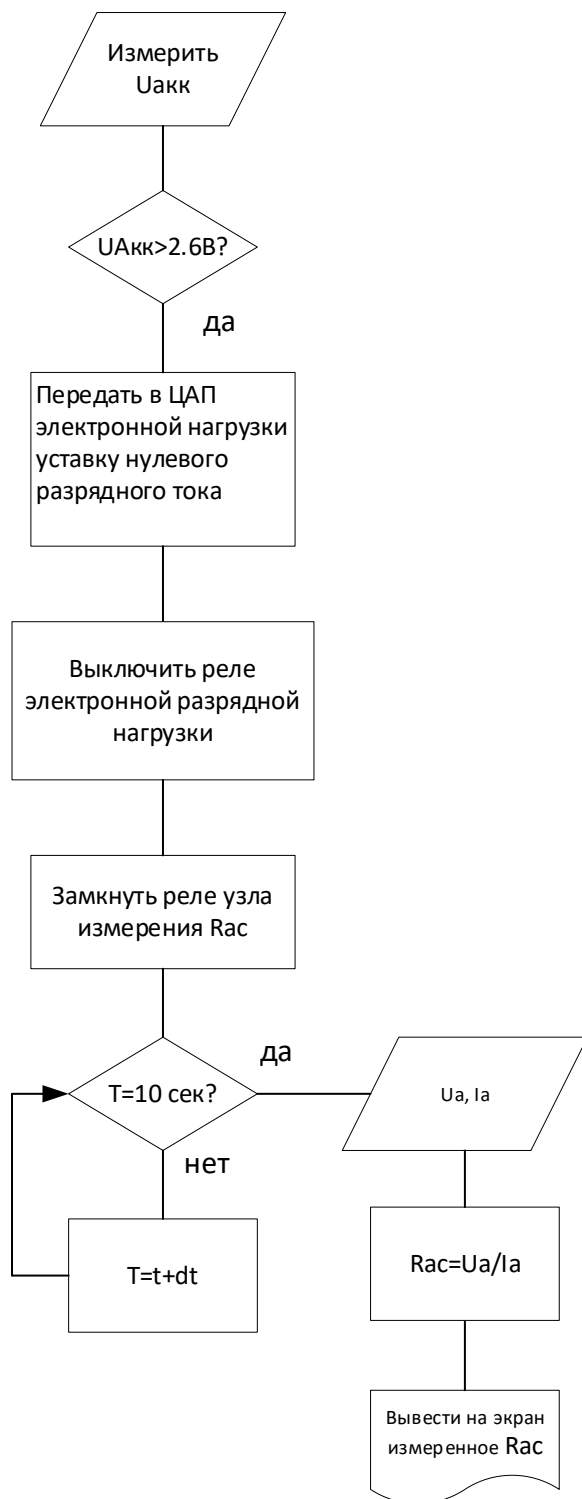 Измерить
Uакк
UАкк>2.6В?
да
Передать в ЦАП
электронной нагрузки
уставку нулевого
разрядного тока
Выключить реле
электронной разрядной
нагрузки
Замкнуть реле узла
измерения Rac
T=10 сек?
да
Ua, Ia
нет
T=t+dt
Rac=Ua/Ia
Вывести на экран
измеренное Rac